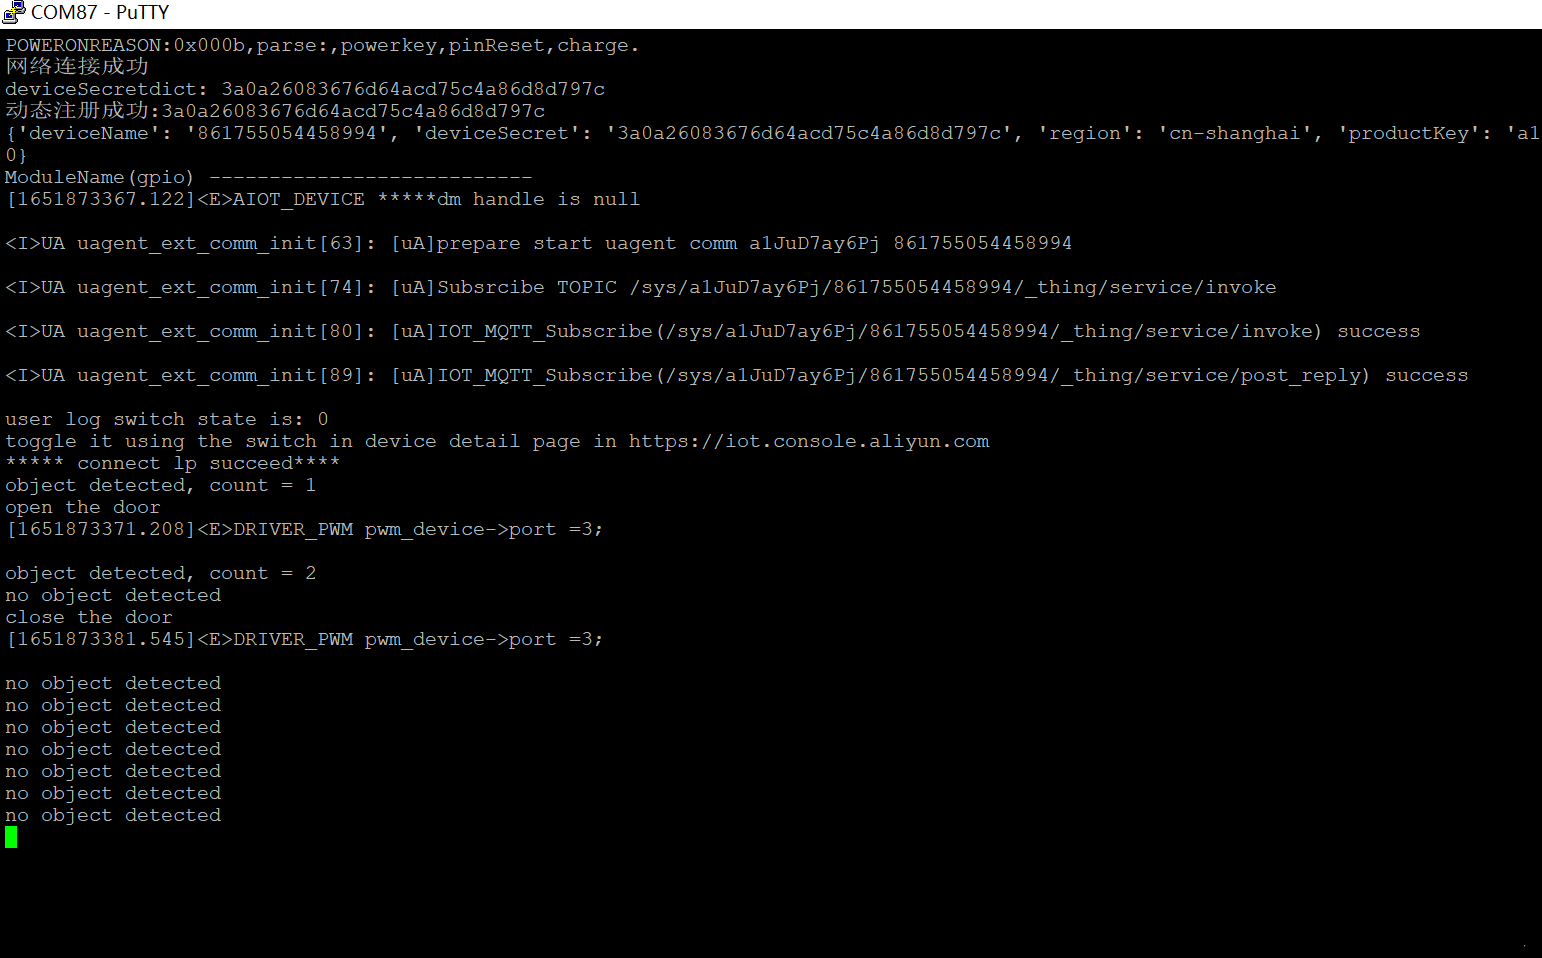 COM87 - PuTTY
POWERONREASON:0x000b,parse:,powerkey,pinReset,charge.
网络连接成功
deviceSecretdict: 3a0a26083676d64acd75c4a86d8d797c
动态注册成功:3a0a26083676d64acd75c4a86d8d797c
{'deviceName': '861755054458994', 'deviceSecret': '3a0a26083676d64acd75c4a86d8d797c', 'region': 'cn-shanghai', 'productKey': 'a1
0}
ModuleName(gpio) ---------------------------
[1651873367.122]<E>AIOT_DEVICE *****dm handle is null
<I>UA uagent_ext_comm_init[63]: [uA]prepare start uagent comm a1JuD7ay6Pj 861755054458994
<I>UA uagent_ext_comm_init[74]: [uA]Subsrcibe TOPIC /sys/a1JuD7ay6Pj/861755054458994/_thing/service/invoke
<I>UA uagent_ext_comm_init[80]: [uA]IOT_MQTT_Subscribe(/sys/a1JuD7ay6Pj/861755054458994/_thing/service/invoke) success
<I>UA uagent_ext_comm_init[89]: [uA]IOT_MQTT_Subscribe(/sys/a1JuD7ay6Pj/861755054458994/_thing/service/post_reply) success
user log switch state is: 0
toggle it using the switch in device detail page in https://iot.console.aliyun.com
***** connect lp succeed****
object detected, count = 1
open the door
[1651873371.208]<E>DRIVER_PWM pwm_device->port =3;
object detected, count = 2
no object detected
close the door
[1651873381.545]<E>DRIVER_PWM pwm_device->port =3;
no object detected
no object detected
no object detected
no object detected
no object detected
no object detected
no object detected